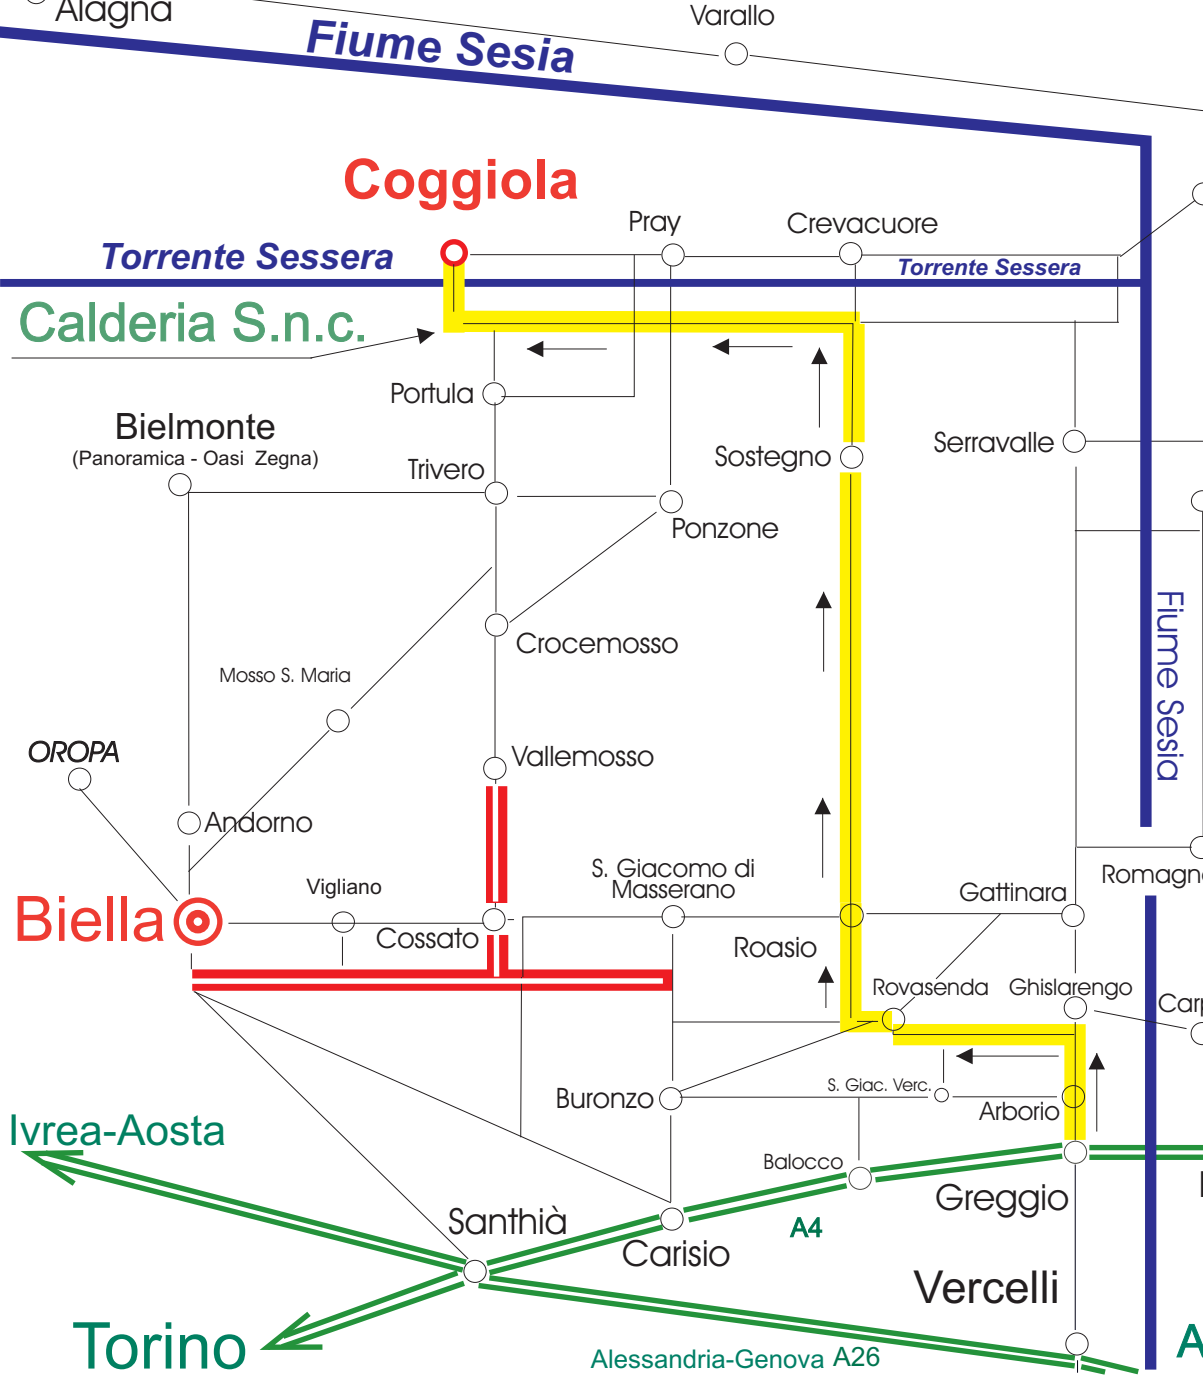 Alagna
Varallo
Fiume Sesia
Coggiola
Pray
Crevacuore
Torrente Sessera
Torrente Sessera
Calderia S.n.c.
Portula
Bielmonte
(Panoramica - Oasi Zegna)
Trivero
Sostegno
Serravalle
Ponzone
Fiume Sesia
Crocemosso
Mosso S. Maria
OROPA
Vallemosso
Andorno
S. Giacomo di
Masserano
Vigliano
Gattinara
Romagn
Biella
Cossato
Roasio
Rovasenda
Ghislarengo
Carp
Buronzo
S. Giac. Verc.
Arborio
Ivrea-Aosta
Balocco
Greggio
Santhià
A4
Carisio
Vercelli
Torino
Alessandria-Genova A26
A